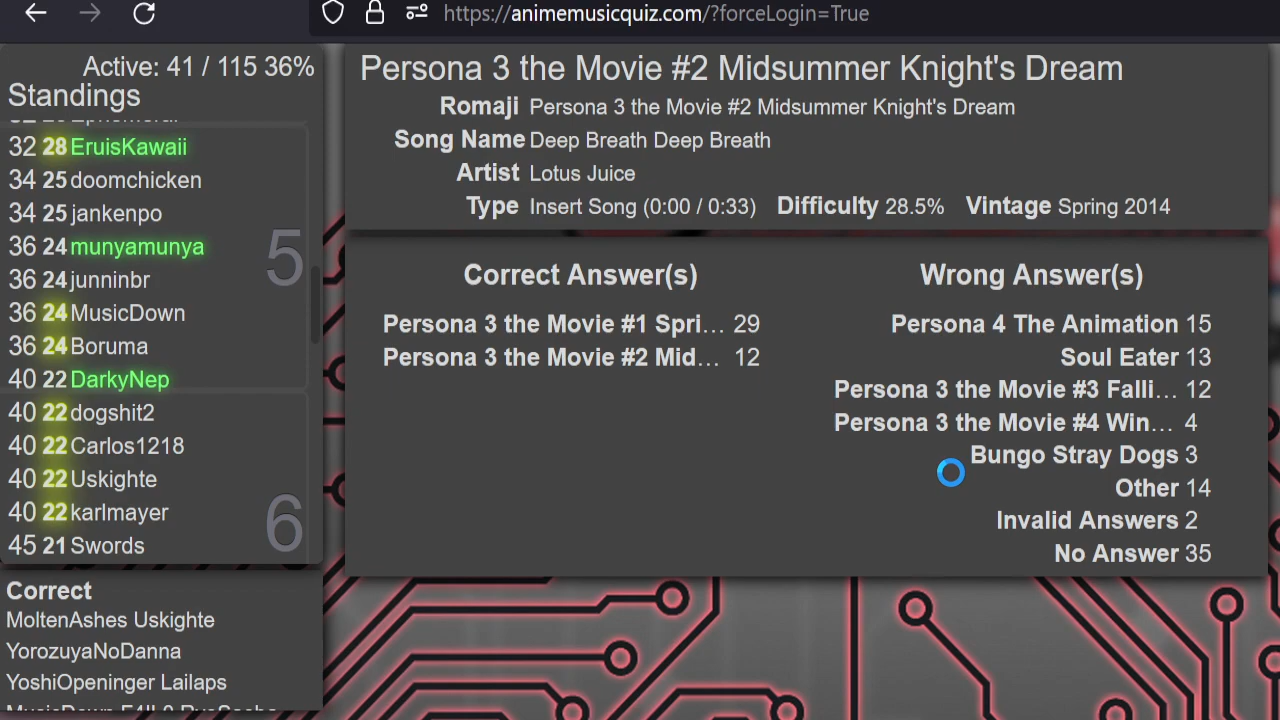 https://animemusicquiz.com/?forceLogin=True
Active: 41 / 115 36%
Standings
32 28 EruisKawaii
34 25 doomchicken
34 25 jankenpo
36 24 munyamunya
36 24 junninbr
5
36 24 MusicDown
36 24 Boruma
40 22 DarkyNep
40 22 dogshit2
40 22 Carlos1218
40 22 Uskighte
40 22 karlmayer
6
45 21 Swords
Correct
MoltenAshes Uskighte
YorozuyaNoDanna
YoshiOpeninger Lailaps
Persona 3 the Movie #2 Midsummer Knight's Dream
Romaji Persona 3 the Movie #2 Midsummer Knight's Dream
Song Name Deep Breath Deep Breath
Artist Lotus Juice
Type Insert Song (0:00 / 0:33) Difficulty 28.5% Vintage Spring 2014
Correct Answer(s)
Persona 3 the Movie #1 Spri... 29
Persona 3 the Movie #2 Mid... 12
Wrong Answer(s)
Persona 4 The Animation 15
Soul Eater 13
Persona 3 the Movie #3 Falli... 12
Persona 3 the Movie #4 Win... 4
Bungo Stray Dogs 3
Other 14
Invalid Answers 2
No Answer 35